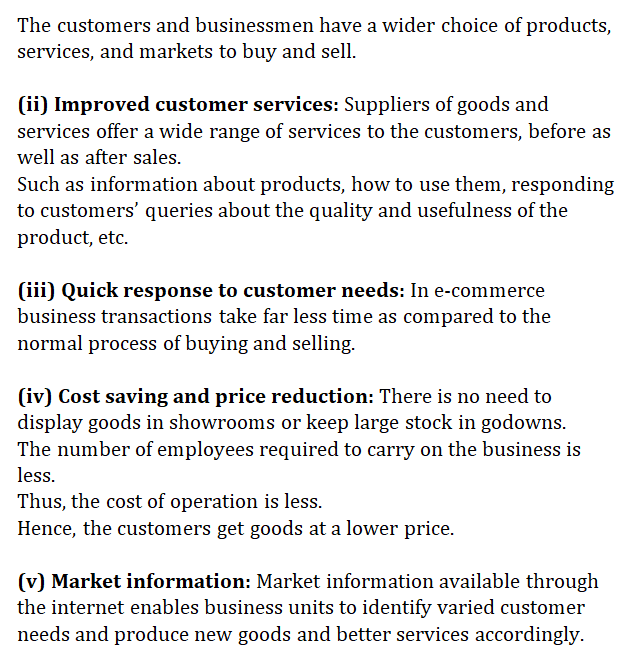 The customers and businessmen have a wider choice of products,
services, and markets to buy and sell.
(ii) Improved customer services: Suppliers of goods and
services offer a wide range of services to the customers, before as
well as after sales.
Such as information about products, how to use them, responding
to customers’ queries about the quality and usefulness of the
product, etc.
(iii) Quick response to customer needs: In e-commerce
business transactions take far less time as compared to the
normal process of buying and selling.
(iv) Cost saving and price reduction: There is no need to
display goods in showrooms or keep large stock in godowns.
The number of employees required to carry on the business is
less.
Thus, the cost of operation is less.
Hence, the customers get goods at a lower price.
(v) Market information: Market information available through
the internet enables business units to identify varied customer
needs and produce new goods and better services accordingly.